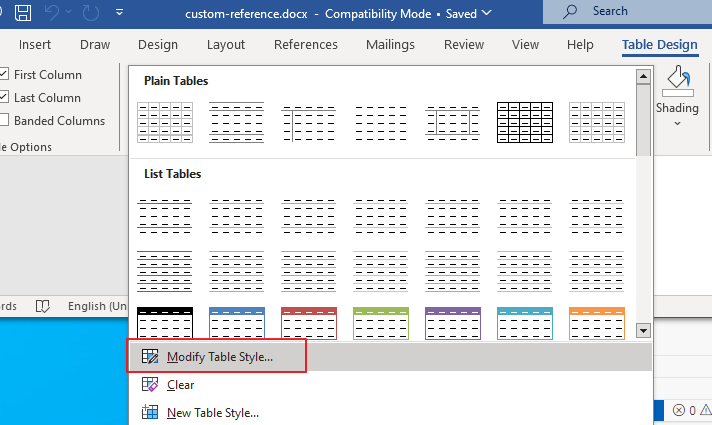 custom-reference.docx - Compatibility Mode • Saved
Search
Insert Draw Design Layout References Mailings Review View Help Table Design
First Column
Last Column
Banded Columns
le Options
Plain Tables
List Tables
Shading
rds English (Un
Modify Table Style...
Clear
New Table Style...
0